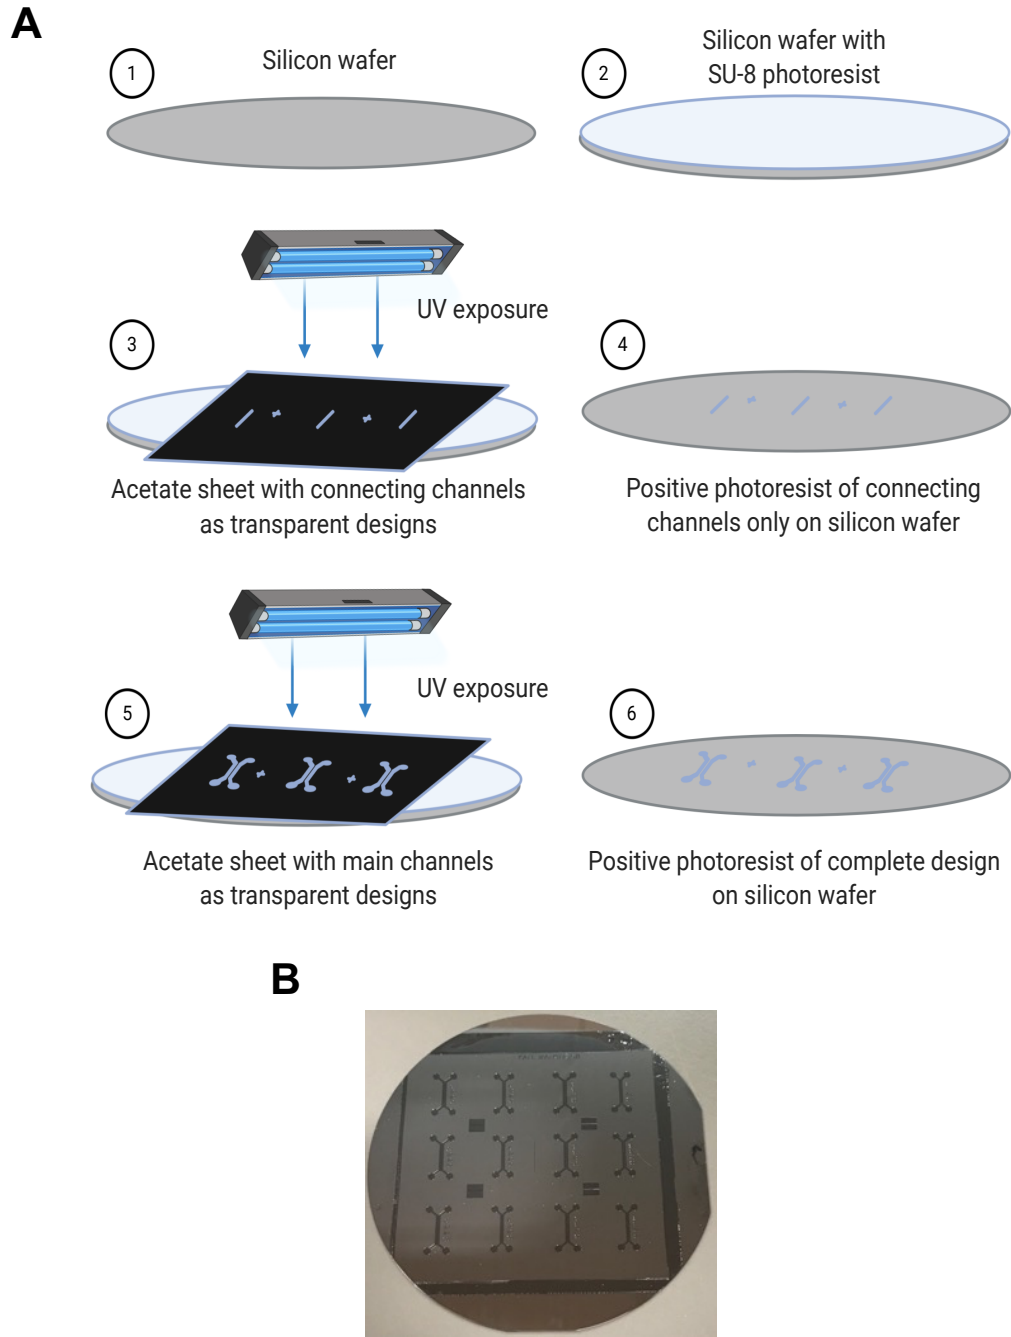 A
1
Silicon wafer
2
Silicon wafer with
SU-8 photoresist
UV exposure
3
4
Acetate sheet with connecting channels
as transparent designs
Positive photoresist of connecting
channels only on silicon wafer
UV exposure
5
6
Acetate sheet with main channels
as transparent designs
Positive photoresist of complete design
on silicon wafer
B